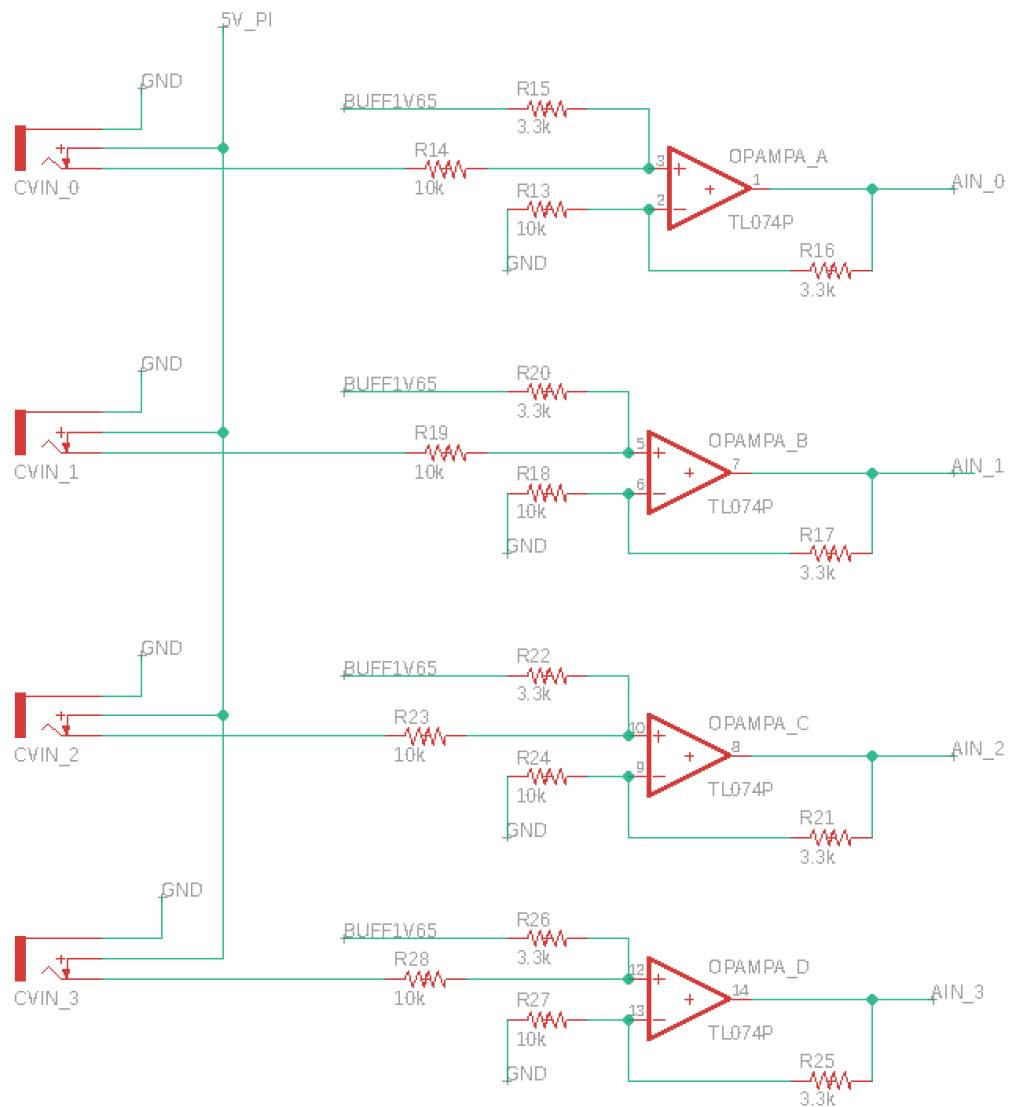 5V_PI
GND
CVIN_0
BUFF1V65
R15
3.3k
R14
10k
R13
10k
GND
3
2
1
OPAMPA_A
TL074P
AIN_0
R16
3.3k
GND
CVIN_1
BUFF1V65
R20
3.3k
R19
10k
R18
10k
GND
5
6
7
OPAMPA_B
TL074P
AIN_1
R17
3.3k
GND
CVIN_2
BUFF1V65
R22
3.3k
R23
10k
R24
10k
GND
10
9
8
OPAMPA_C
TL074P
AIN_2
R21
3.3k
GND
CVIN_3
BUFF1V65
R26
3.3k
R28
10k
R27
10k
GND
12
13
14
OPAMPA_D
TL074P
AIN_3
R25
3.3k